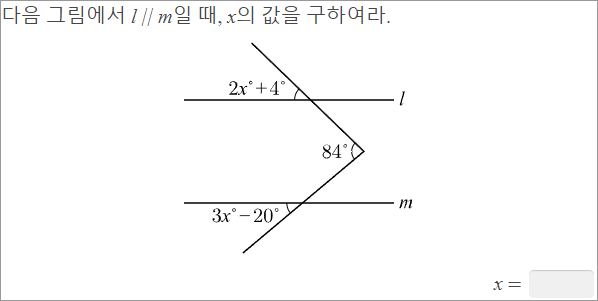 다음 그림에서 l // m일 때, x의 값을 구하여라.
2x°+4°
l
84°
m
3x°−20°
x =